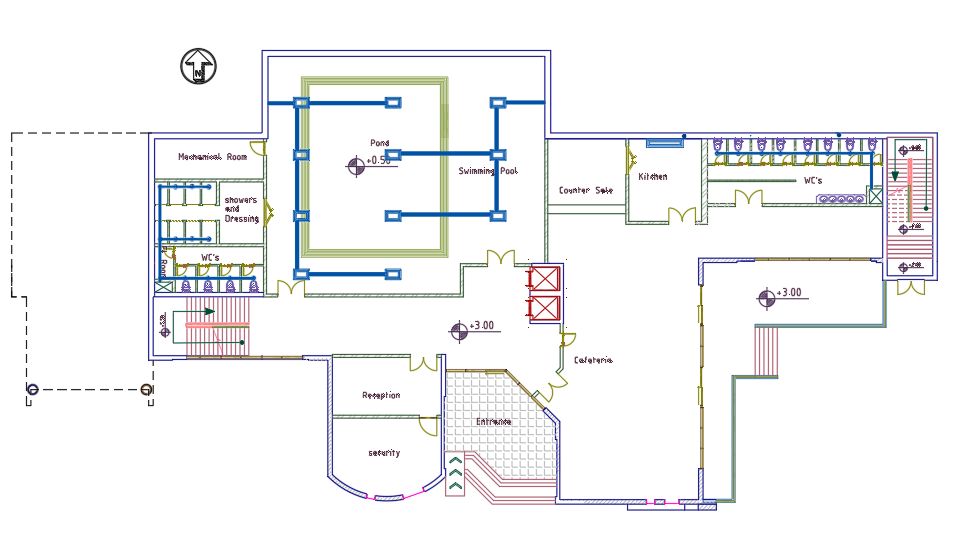 N
Mechanical Room
Pond
+0.50
Swimming Pool
showers
and
Dressing
Counter Sale
Kitchen
WC's
WC's
+3.00
+3.00
Cafeteria
Reception
Entrance
security